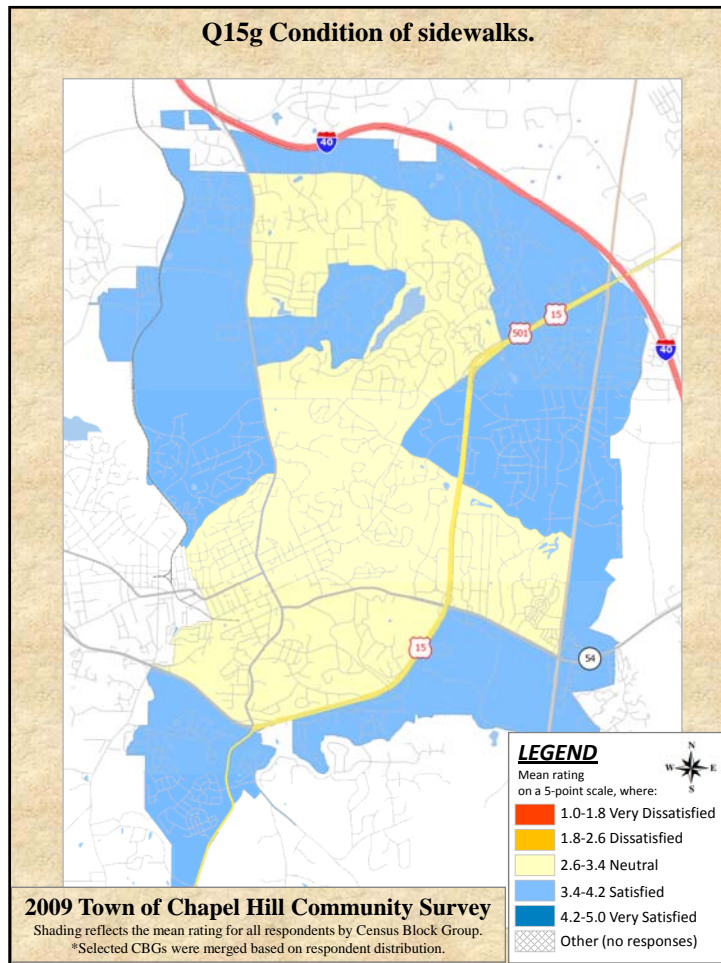 Q15g Condition of sidewalks.
40
15
501
40
15
54
LEGEND
Mean rating
on a 5-point scale, where:
N
W E
S
1.0-1.8 Very Dissatisfied
1.8-2.6 Dissatisfied
2.6-3.4 Neutral
3.4-4.2 Satisfied
4.2-5.0 Very Satisfied
Other (no responses)
2009 Town of Chapel Hill Community Survey
Shading reflects the mean rating for all respondents by Census Block Group.
*Selected CBGs were merged based on respondent distribution.